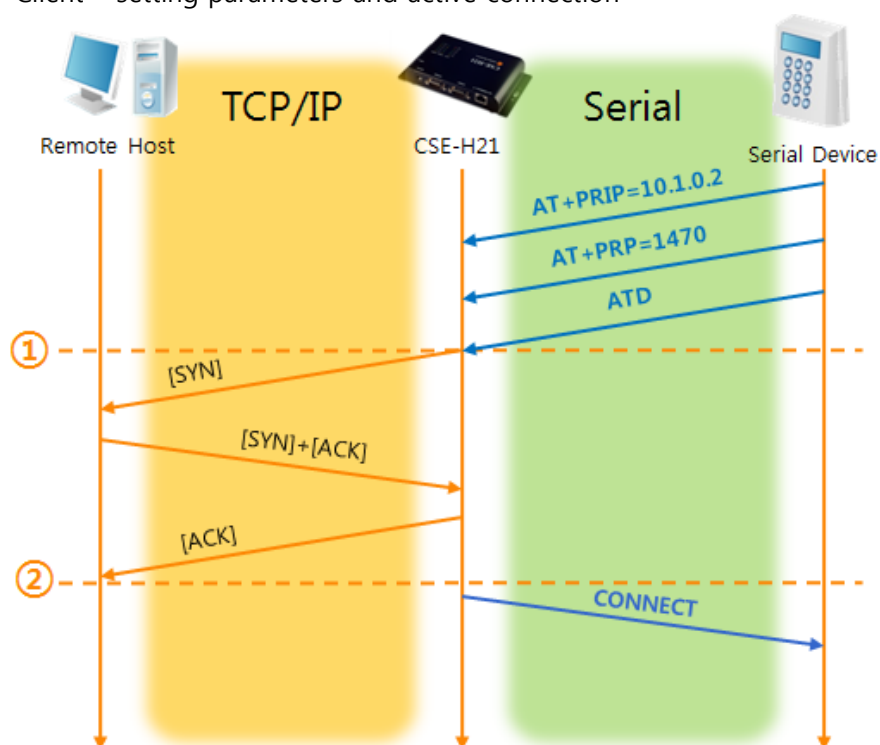 Client – setting parameters and active connection
TCP/IP
Serial
Remote Host
CSE-H21
Serial Device
AT+PRIP=10.1.0.2
AT+PRP=1470
ATD
①
[SYN]
[SYN]+[ACK]
[ACK]
②
CONNECT